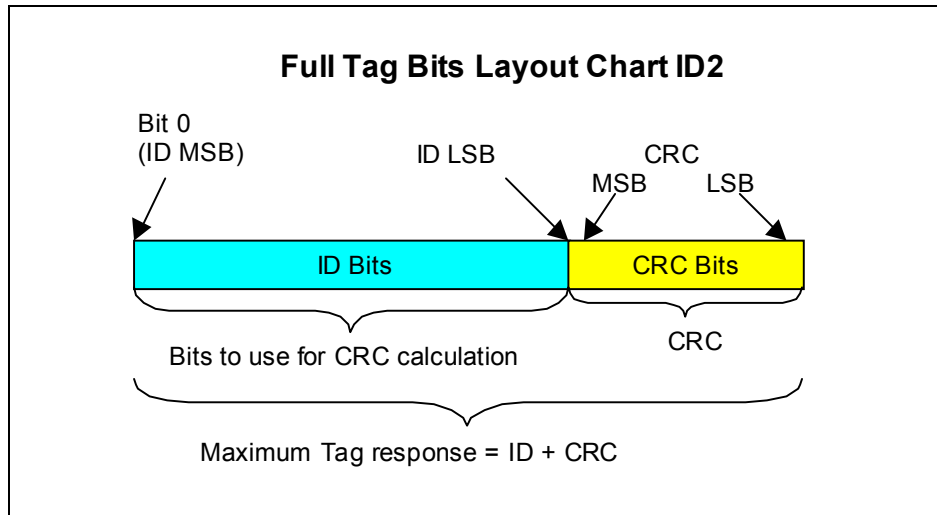 Full Tag Bits Layout Chart ID2
Bit 0
(ID MSB)
ID LSB
CRC
MSB
LSB
ID Bits
CRC Bits
Bits to use for CRC calculation
CRC
Maximum Tag response = ID + CRC